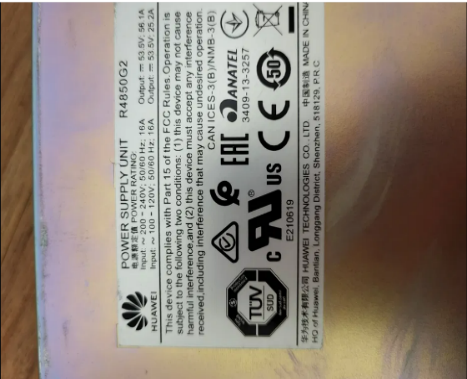 HUAWEI
POWER SUPPLY UNIT R4850G2
电源额定值 POWER RATING:
Input: ~ 200 - 240V; 50/60 Hz; 16A Output: ⎓ 53.5V; 56.1A
Input: ~ 100 - 120V; 50/60 Hz; 16A Output: ⎓ 53.5V; 25.2A
This device complies with Part 15 of the FCC Rules.Operation is
subject to the following two conditions: (1) this device may not cause
harmful interference,and (2) this device must accept any interference
received,including interference that may cause undesired operation.
CAN ICES-3(B)/NMB-3(B)
TÜV
SÜD
c RU ® US
E210619
EAC
ANATEL
3409-13-3257
CE
50
华为技术有限公司 HUAWEI TECHNOLOGIES CO., LTD. 中国制造 MADE IN CHINA
HQ of Huawei, Bantian, Longgang District, Shenzhen, 518129, P.R.C